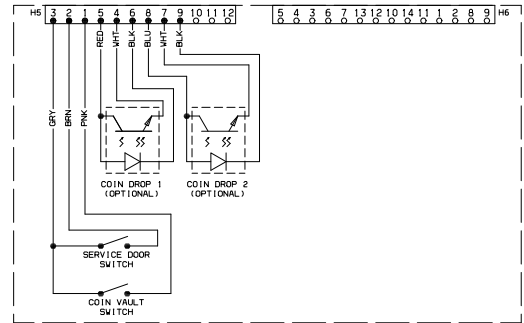 H5 3 2 1 5 4 6 8 7 9 10 11 12
5 4 3 6 7 13 12 10 14 11 1 2 8 9 H6
RED WHT BLK BLU WHT BLK
GRY BRN PNK
COIN DROP 1
(OPTIONAL)
COIN DROP 2
(OPTIONAL)
SERVICE DOOR
SWITCH
COIN VAULT
SWITCH